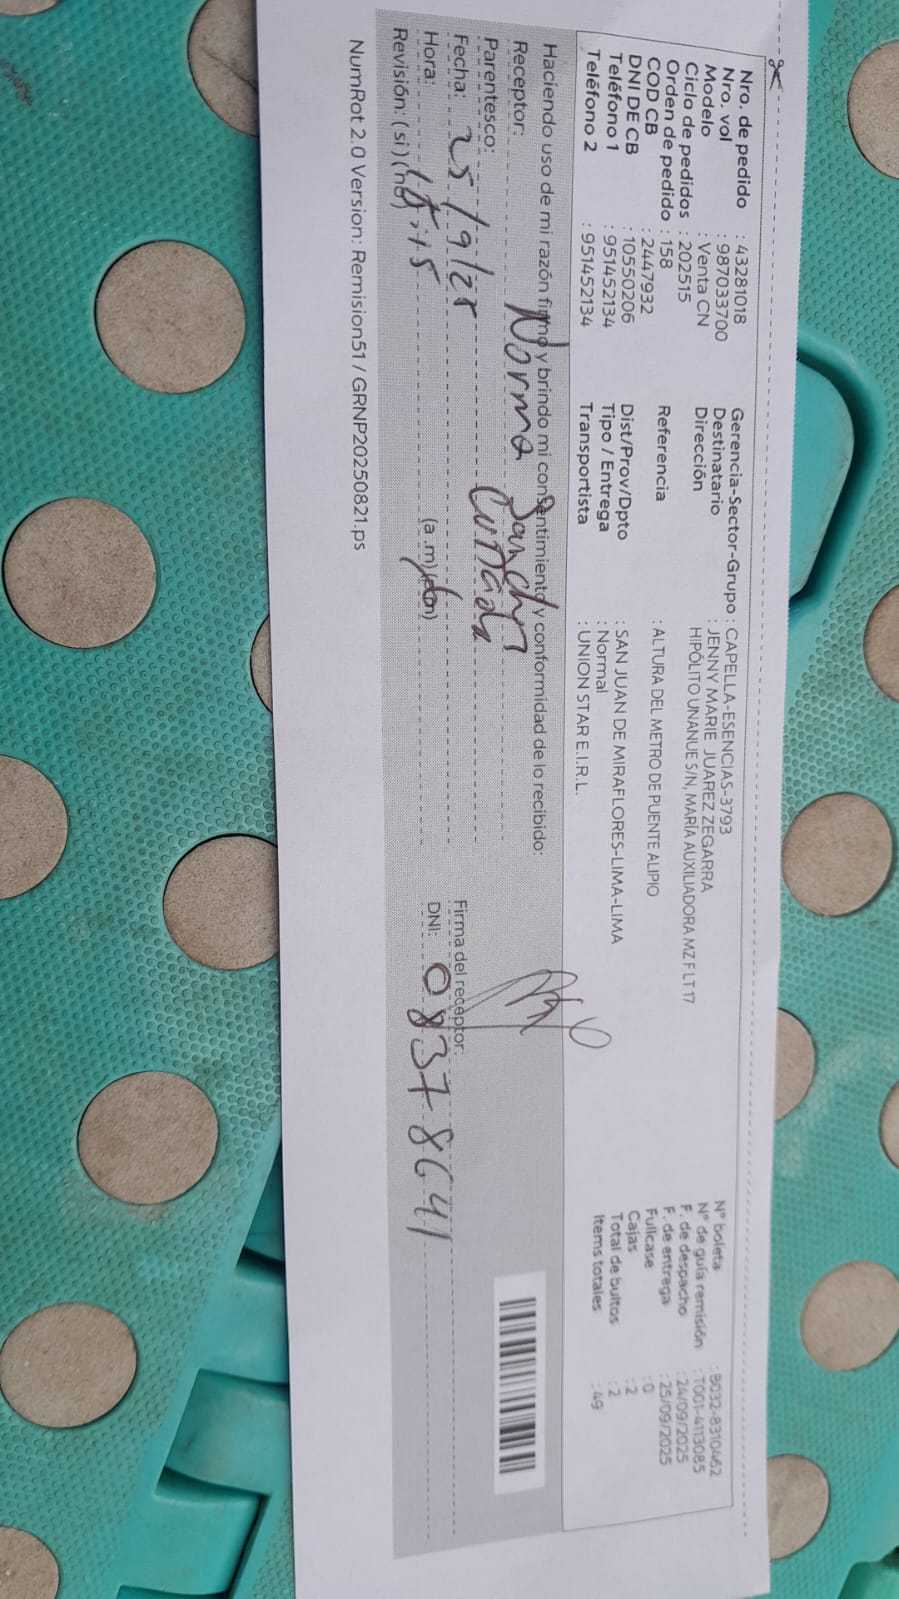 Nro. de pedido : 43281018
Nro. vol : 987033700
Modelo : Venta CN
Ciclo de pedidos : 202515
Orden de pedido : 158
COD CB : 2447932
DNI DE CB : 10550206
Teléfono 1 : 951452134
Teléfono 2 : 951452134
Gerencia-Sector-Grupo : CAPELLA-ESENCIAS-3793
Destinatario : JENNY MARIE JUAREZ ZEGARRA
Dirección HIPÓLITO UNANUE S/N, MARÍA AUXILIADORA MZ F LT 17
Referencia : ALTURA DEL METRO DE PUENTE ALIPIO
Dist/Prov/Dpto : SAN JUAN DE MIRAFLORES-LIMA-LIMA
Tipo / Entrega : Normal
Transportista : UNION STAR E.I.R.L.
N° boleta : B032-8310462
N° de guía remisión : T001-4113085
F. de despacho : 24/09/2025
F. de entrega : 25/09/2025
Fullcase : 0
Cajas : 2
Total de bultos : 2
Items totales : 49
Haciendo uso de mi razón firmo y brindo mi consentimiento y conformidad de lo recibido:
Receptor: Norma
Parentesco: Cuñada
Fecha: 25/9/25
Hora: (a.m) (p.m)
Revisión: (si) (no)
Firma del receptor:
DNI: 08378641
NumRot 2.0 Version: Remision51 / GRNP20250821.ps